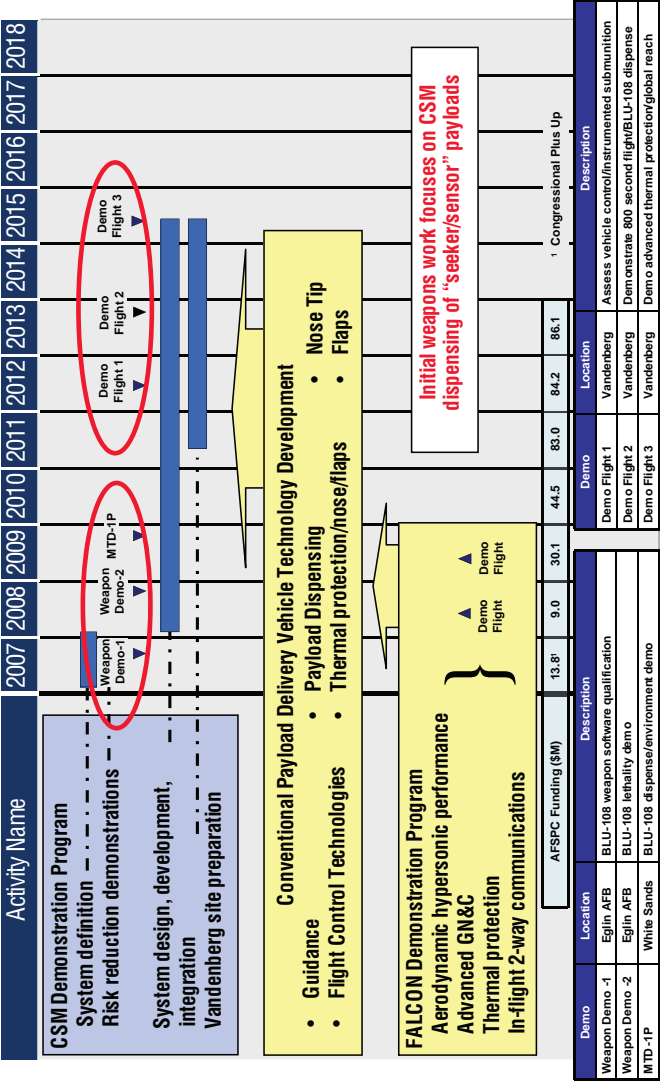 Activity Name 2007 2008 2009 2010 2011 2012 2013 2014 2015 2016 2017 2018
CSM Demonstration Program
System definition
Risk reduction demonstrations
System design, development,
integration
Vandenberg site preparation
Weapon
Demo-1
Weapon
Demo-2
MTD-1P
Demo
Flight 1
Demo
Flight 2
Demo
Flight 3
Conventional Payload Delivery Vehicle Technology Development
• Guidance • Payload Dispensing • Nose Tip
• Flight Control Technologies • Thermal protection/nose/flaps • Flaps
FALCON Demonstration Program
Aerodynamic hypersonic performance
Advanced GN&C
Thermal protection
In-flight 2-way communications
}
Demo
Flight
Demo
Flight
Initial weapons work focuses on CSM
dispensing of “seeker/sensor” payloads
AFSPC Funding ($M) 13.8¹ 9.0 30.1 44.5 83.0 84.2 86.1
¹ Congressional Plus Up
Demo Location Description
Weapon Demo -1 Eglin AFB BLU-108 weapon software qualification
Weapon Demo -2 Eglin AFB BLU-108 lethality demo
MTD-1P White Sands BLU-108 dispense/environment demo
Demo Location Description
Demo Flight 1 Vandenberg Assess vehicle control/instrumented submunition
Demo Flight 2 Vandenberg Demonstrate 800 second flight/BLU-108 dispense
Demo Flight 3 Vandenberg Demo advanced thermal protection/global reach